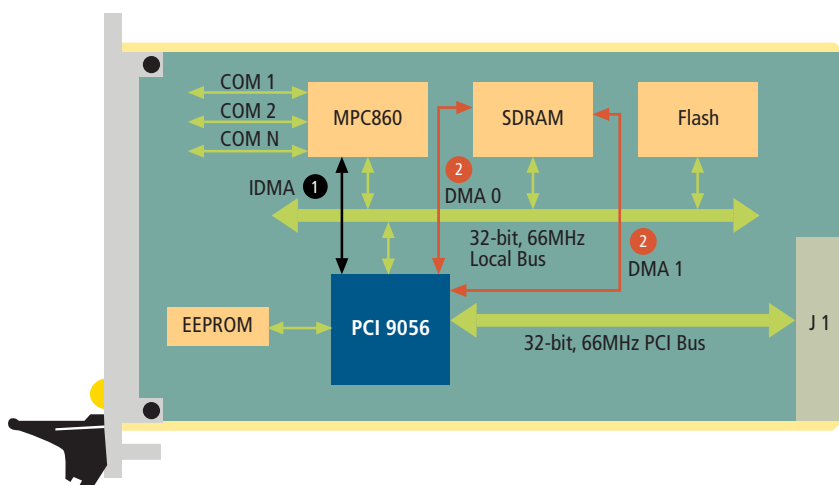 COM 1
COM 2
COM N
MPC860
SDRAM
Flash
IDMA 1
2
DMA 0
32-bit, 66MHz
Local Bus
2
DMA 1
EEPROM
PCI 9056
32-bit, 66MHz PCI Bus
J 1